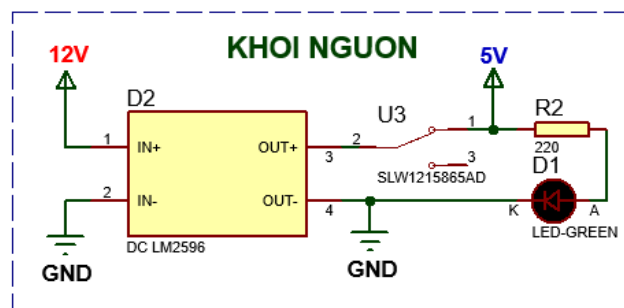 KHOI NGUON
12V
5V
D2
U3
R2
1
IN+
OUT+
3
2
1
220
3
SLW1215865AD
D1
2
IN-
OUT-
4
K
A
DC LM2596
LED-GREEN
GND
GND